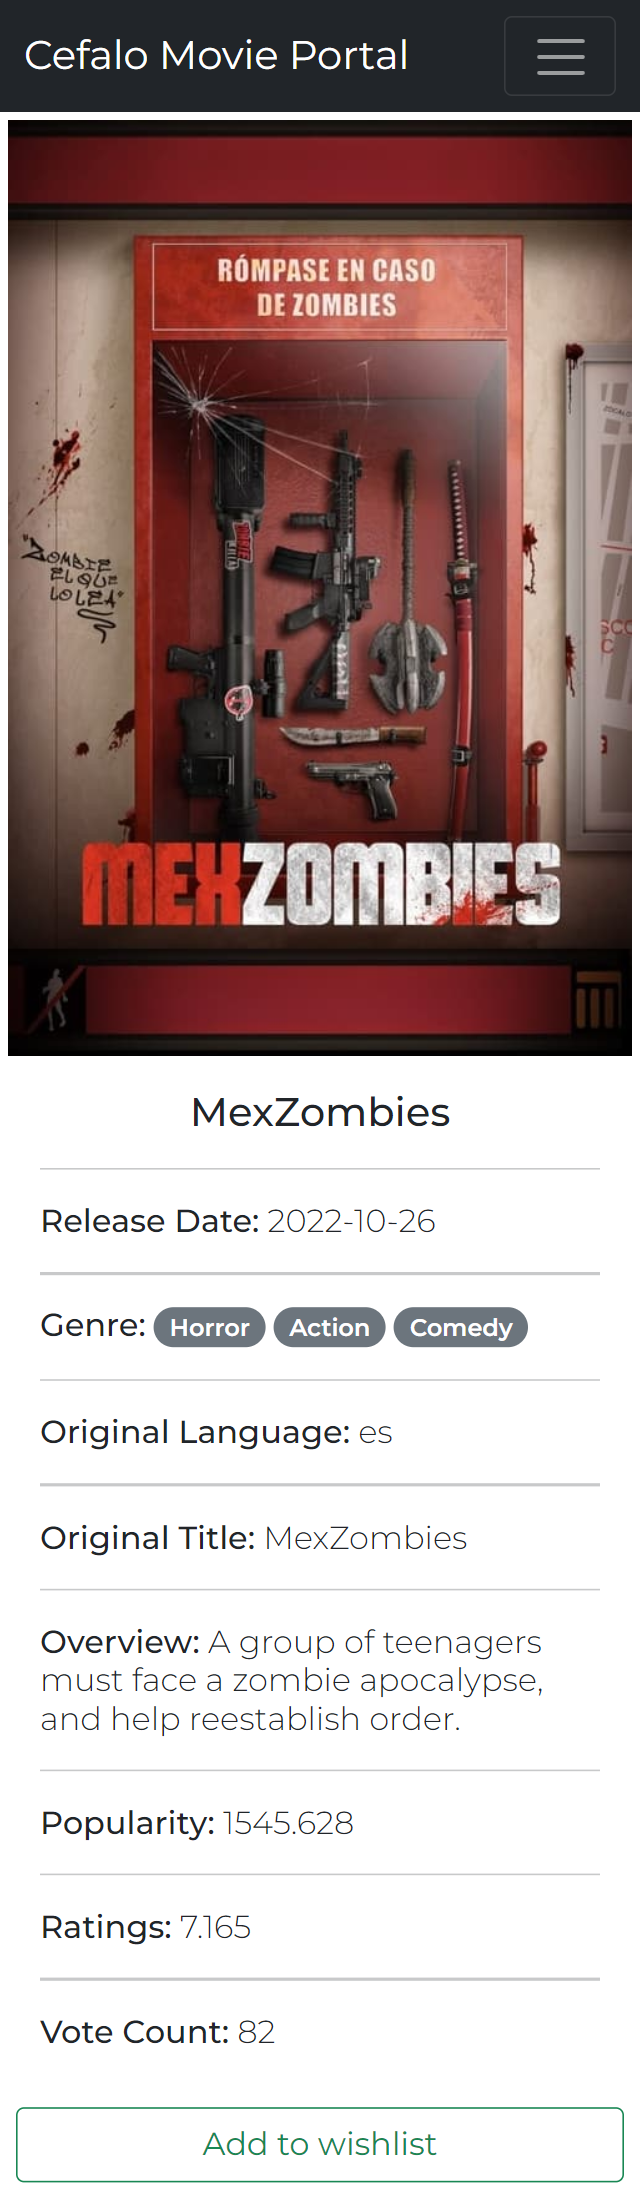 Cefalo Movie Portal
RÓMPASE EN CASO
DE ZOMBIES
"ZOMBIE
EL QUE
LO LEA"
MEXZOMBIES
MexZombies
Release Date: 2022-10-26
Genre: Horror Action Comedy
Original Language: es
Original Title: MexZombies
Overview: A group of teenagers
must face a zombie apocalypse,
and help reestablish order.
Popularity: 1545.628
Ratings: 7.165
Vote Count: 82
Add to wishlist